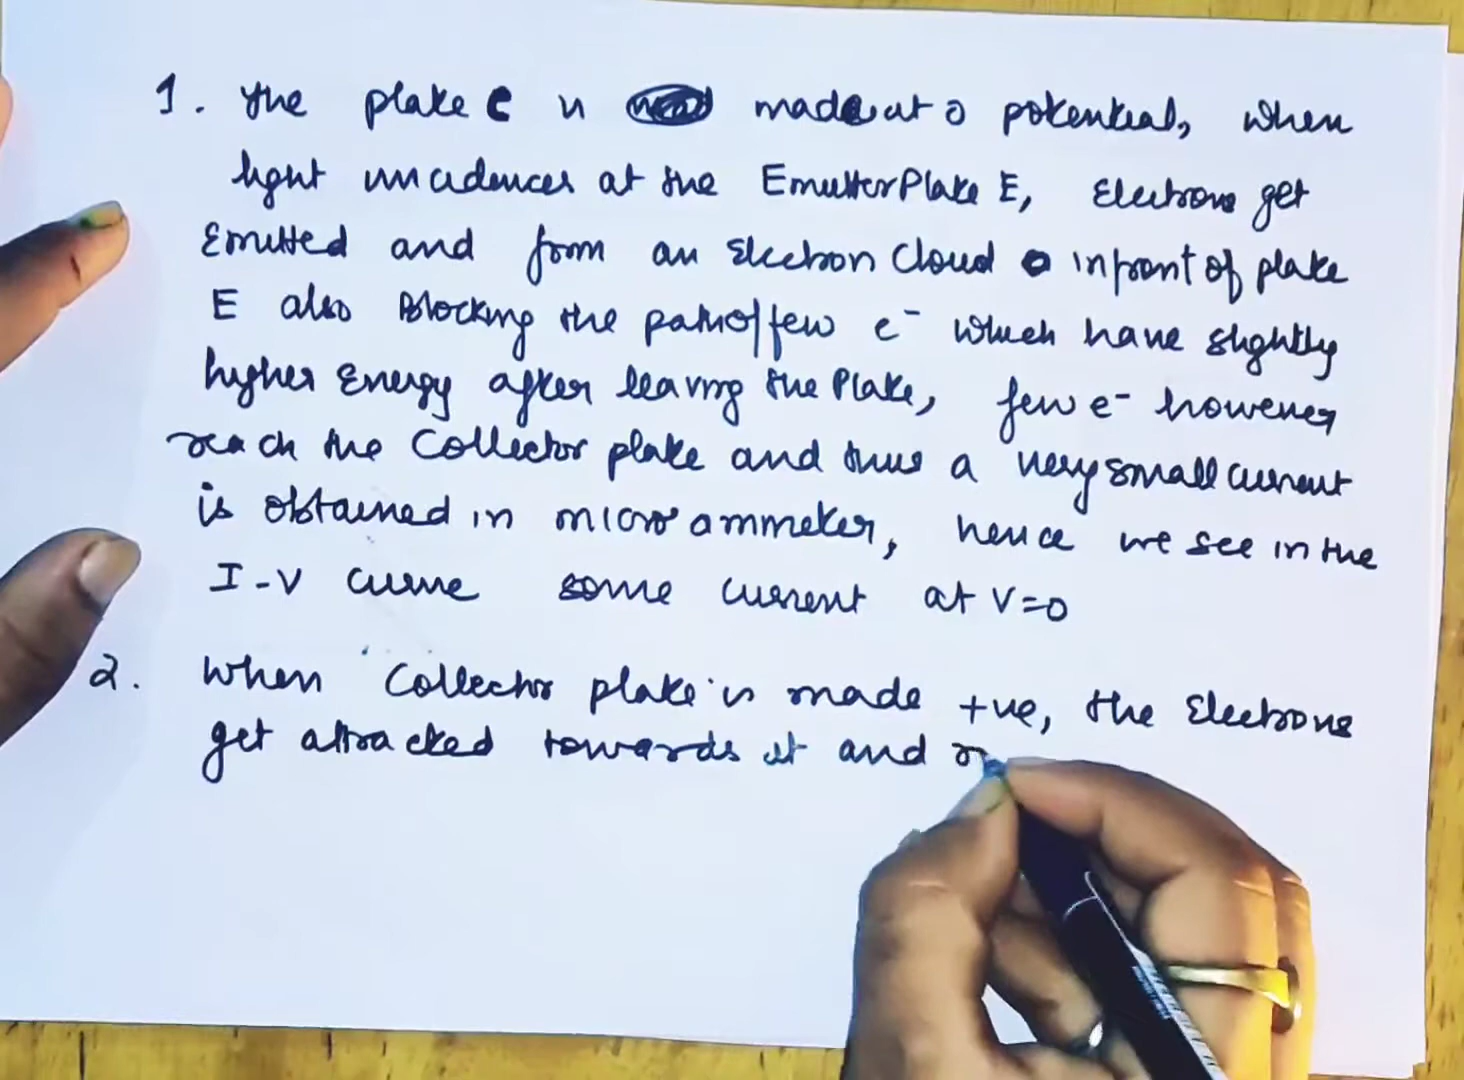 1. The plate C is made at 0 potential, when
light incidences at the Emitter Plate E, Electrons get
Emitted and form an Electron Cloud in front of plate
E also Blocking the path of few e⁻ which have slightly
higher Energy after leaving the Plate, few e⁻ however
reach the Collector plate and thus a very small current
is obtained in micro ammeter, hence we see in the
I-V curve some current at V=0
2. When Collector plate is made +ve, the Electrons
get attracked towards it and r